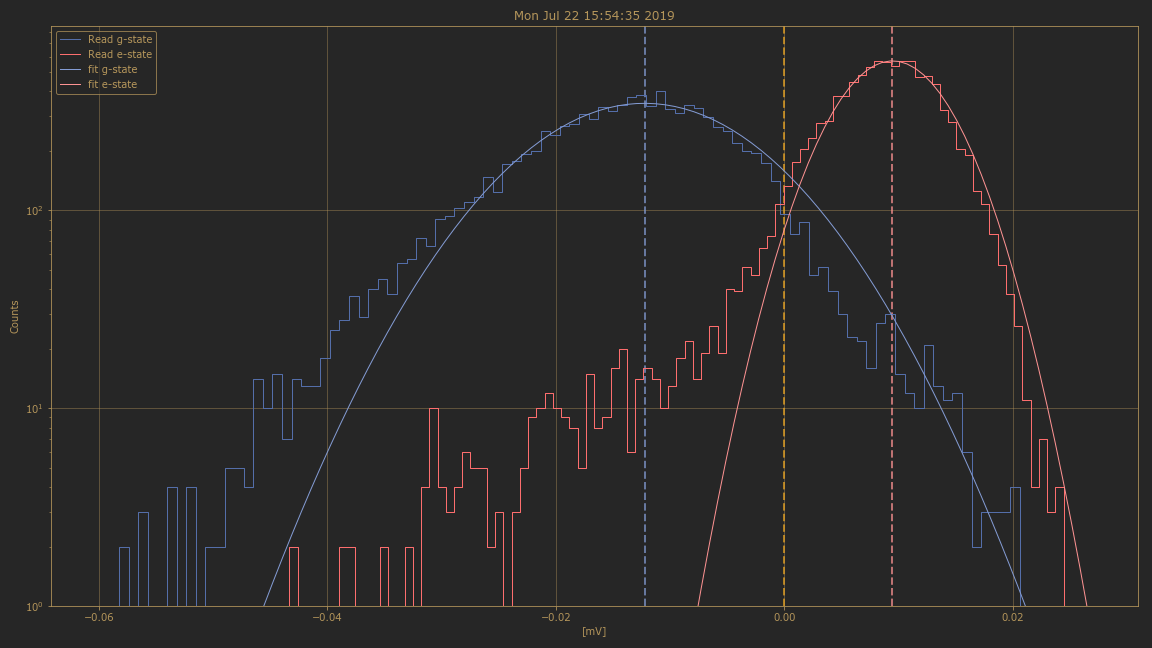 Mon Jul 22 15:54:35 2019
Read g-state
Read e-state
fit g-state
fit e-state
Counts
10²
10¹
10⁰
−0.06
−0.04
−0.02
0.00
0.02
[mV]